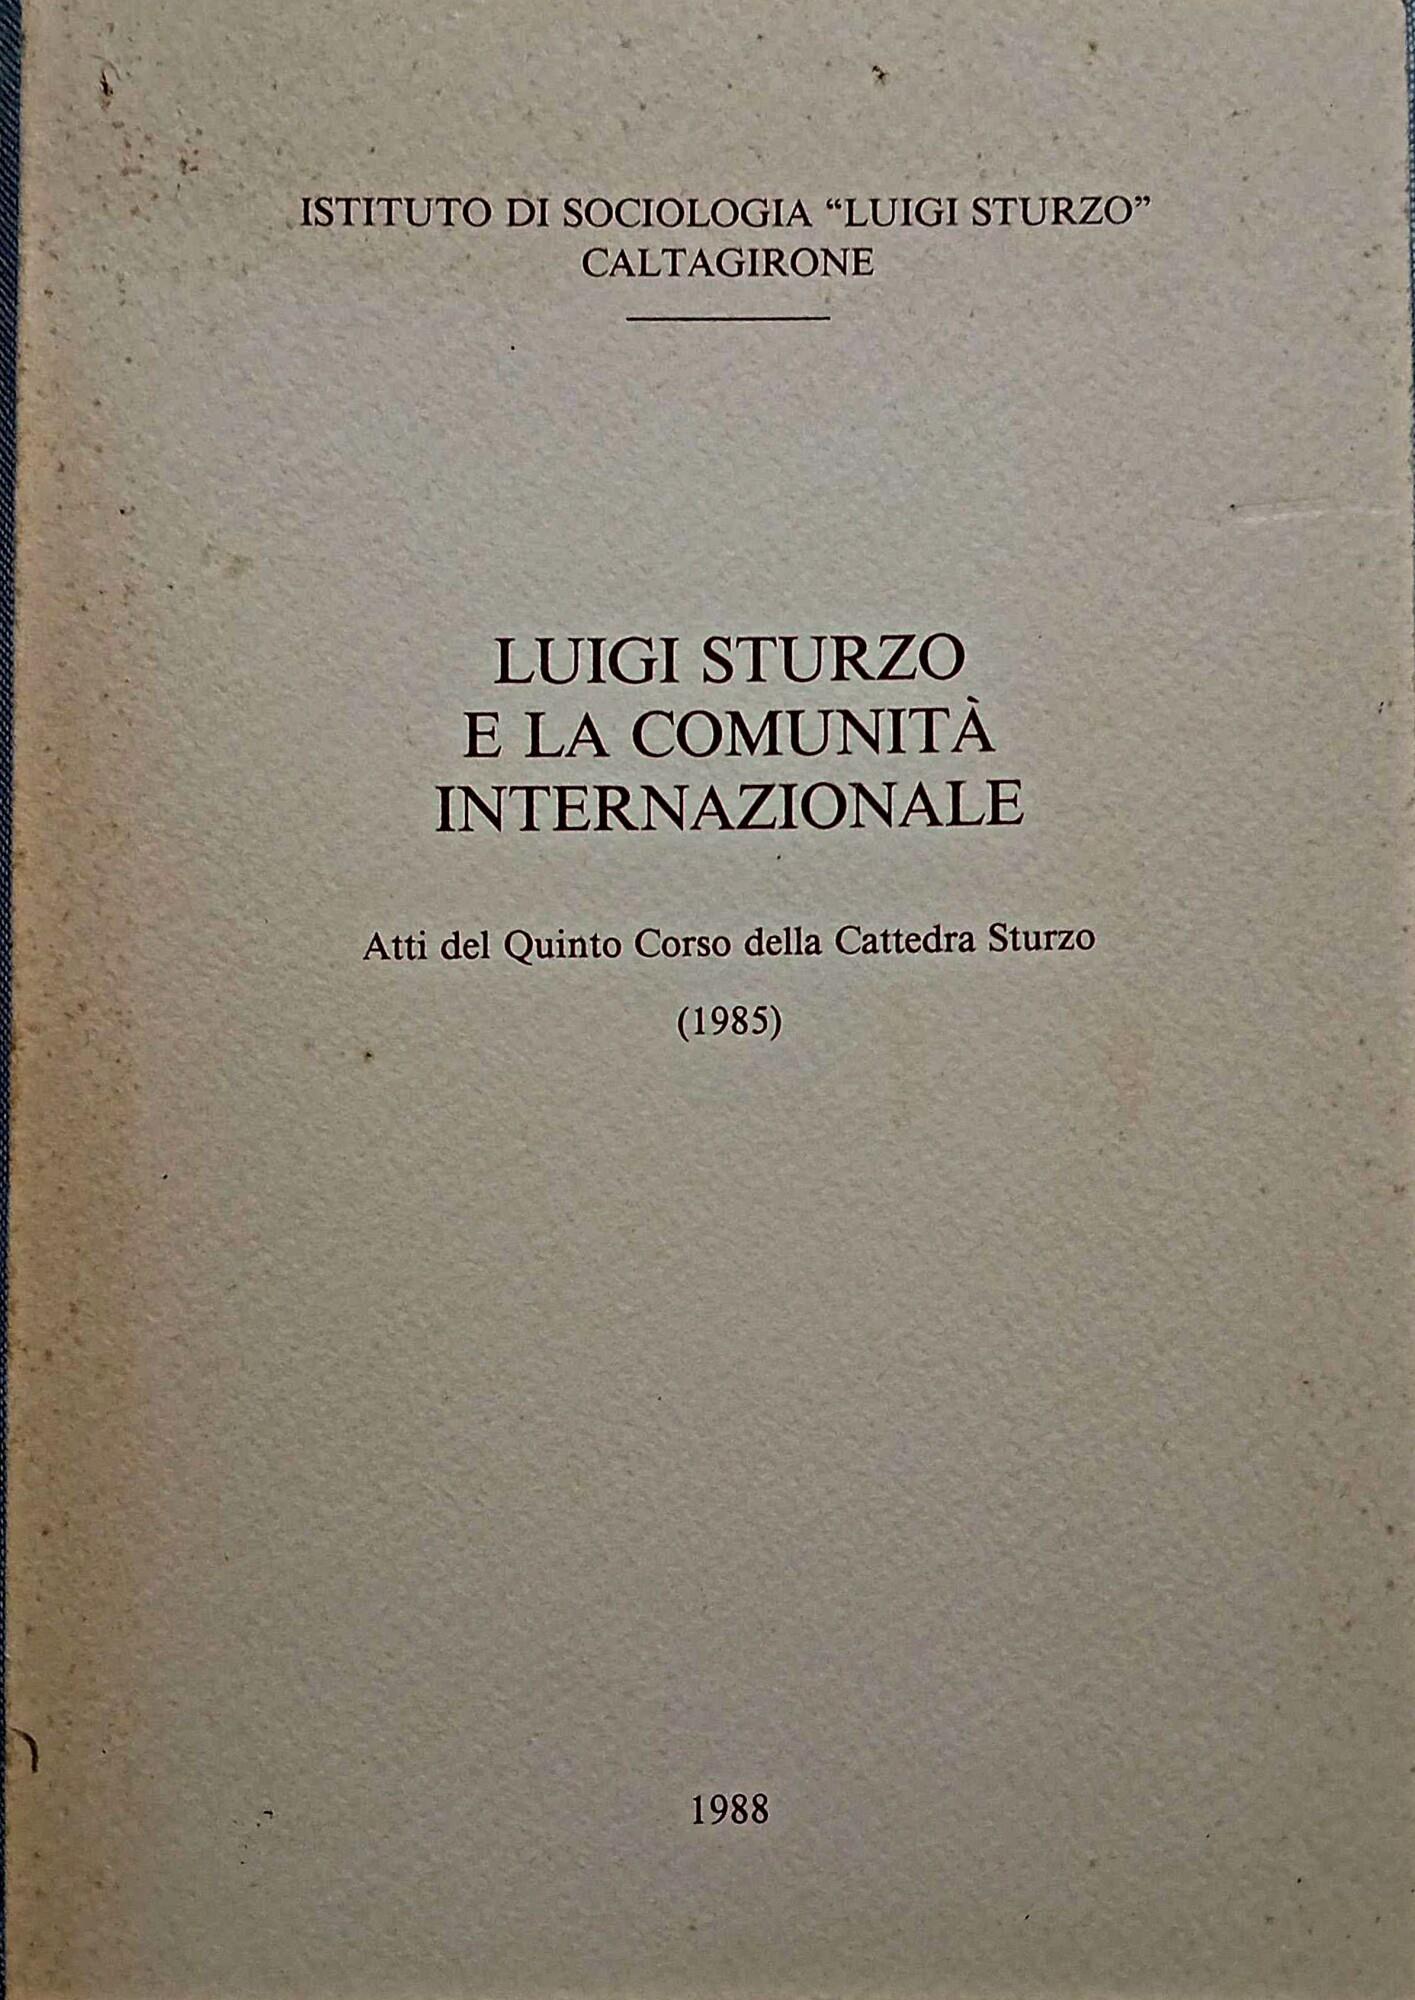 ISTITUTO DI SOCIOLOGIA “LUIGI STURZO”
CALTAGIRONE
LUIGI STURZO
E LA COMUNITÀ
INTERNAZIONALE
Atti del Quinto Corso della Cattedra Sturzo
(1985)
1988